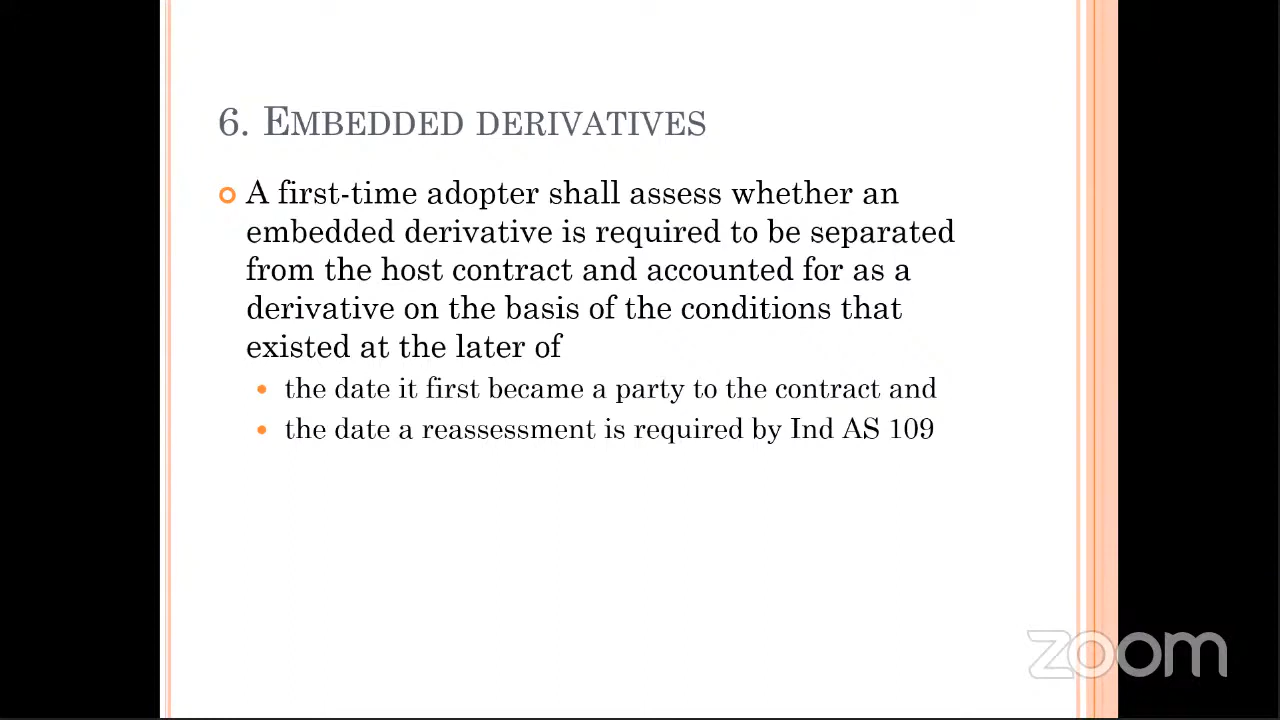 6. EMBEDDED DERIVATIVES
A first-time adopter shall assess whether an
embedded derivative is required to be separated
from the host contract and accounted for as a
derivative on the basis of the conditions that
existed at the later of
the date it first became a party to the contract and
the date a reassessment is required by Ind AS 109
zoom